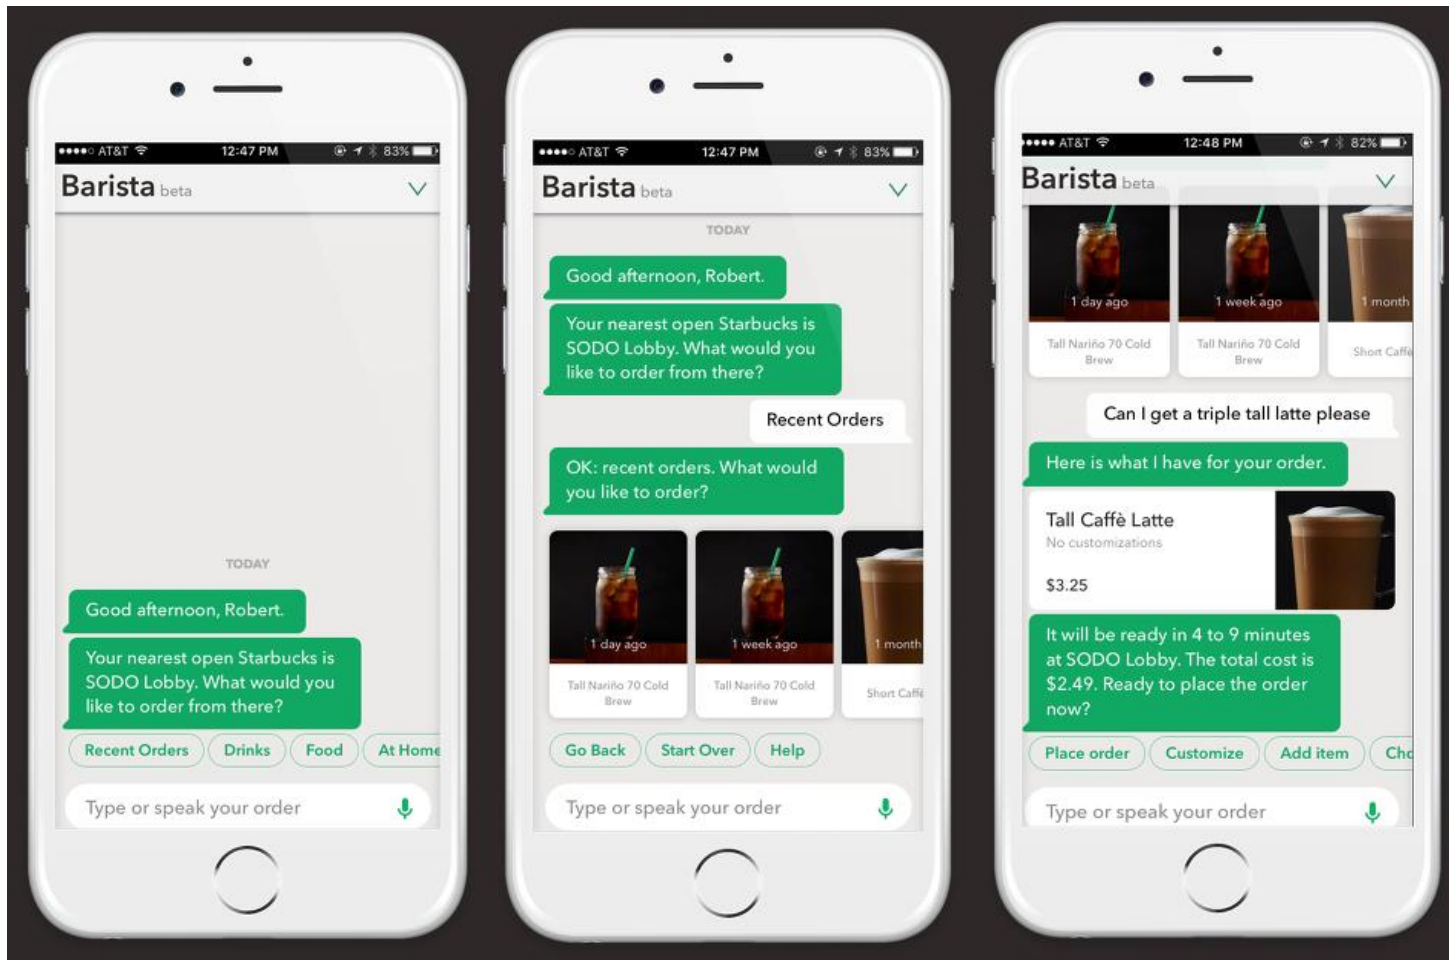 AT&T 12:47 PM 83%
Barista beta
TODAY
Good afternoon, Robert.
Your nearest open Starbucks is
SODO Lobby. What would you
like to order from there?
Recent Orders Drinks Food At Home
Type or speak your order
AT&T 12:47 PM 83%
Barista beta
TODAY
Good afternoon, Robert.
Your nearest open Starbucks is
SODO Lobby. What would you
like to order from there?
Recent Orders
OK: recent orders. What would
you like to order?
1 day ago 1 week ago 1 month
Tall Nariño 70 Cold
Brew
Tall Nariño 70 Cold
Brew
Short Caffè
Go Back Start Over Help
Type or speak your order
AT&T 12:48 PM 82%
Barista beta
1 day ago 1 week ago 1 month
Tall Nariño 70 Cold
Brew
Tall Nariño 70 Cold
Brew
Short Caffè
Can I get a triple tall latte please
Here is what I have for your order.
Tall Caffè Latte
No customizations
$3.25
It will be ready in 4 to 9 minutes
at SODO Lobby. The total cost is
$2.49. Ready to place the order
now?
Place order Customize Add item
Type or speak your order